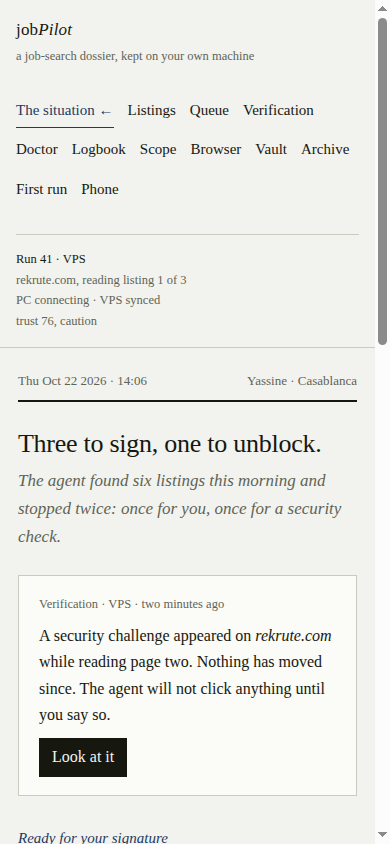 jobPilot
a job-search dossier, kept on your own machine
The situation ← Listings Queue Verification
Doctor Logbook Scope Browser Vault Archive
First run Phone
Run 41 · VPS
rekrute.com, reading listing 1 of 3
PC connecting · VPS synced
trust 76, caution
Thu Oct 22 2026 · 14:06 Yassine · Casablanca
Three to sign, one to unblock.
The agent found six listings this morning and
stopped twice: once for you, once for a security
check.
Verification · VPS · two minutes ago
A security challenge appeared on rekrute.com
while reading page two. Nothing has moved
since. The agent will not click anything until
you say so.
Look at it
Ready for your signature